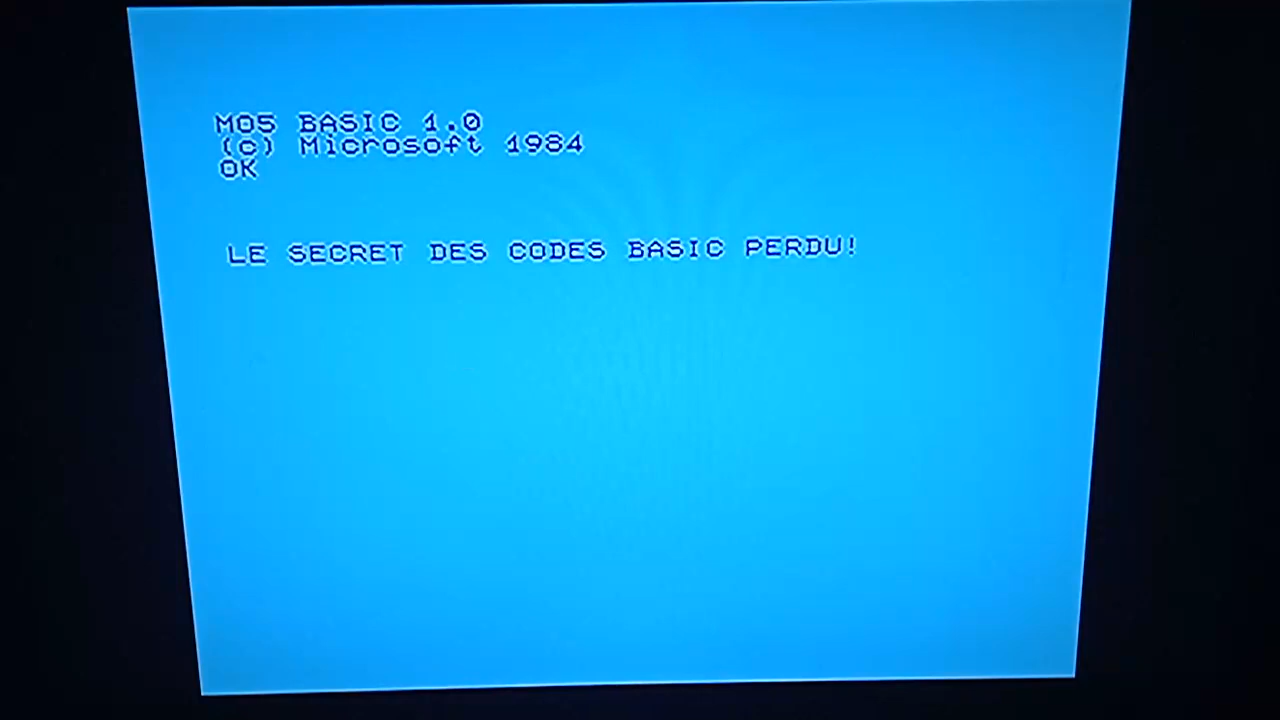 MO5 BASIC 1.0
(c) Microsoft 1984
OK
LE SECRET DES CODES BASIC PERDU!